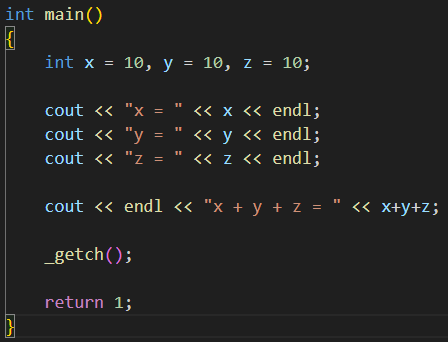 int main()
{
int x = 10, y = 10, z = 10;
cout << "x = " << x << endl;
cout << "y = " << y << endl;
cout << "z = " << z << endl;
cout << endl << "x + y + z = " << x+y+z;
_getch();
return 1;
}